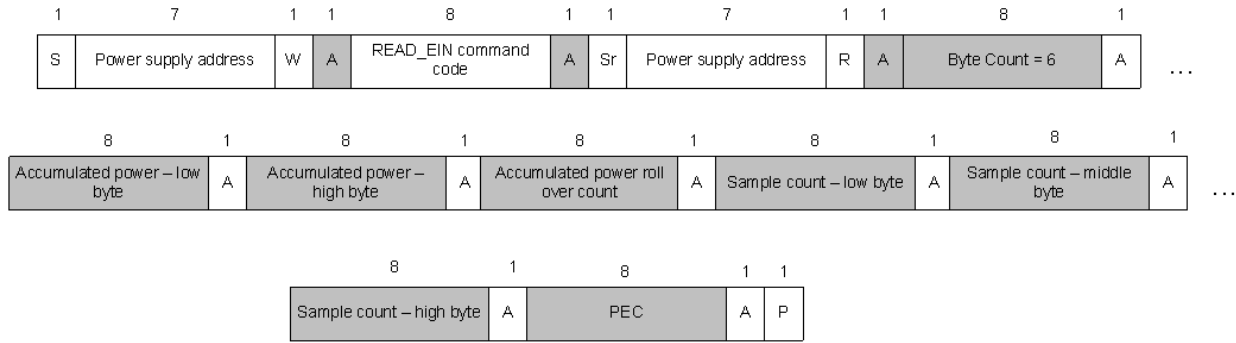 1 7 1 1 8 1 1 7 1 1 8 1
S Power supply address W A READ_EIN command code A Sr Power supply address R A Byte Count = 6 A ...
8 1 8 1 8 1 8 1 8 1
Accumulated power – low byte A Accumulated power – high byte A Accumulated power roll over count A Sample count – low byte A Sample count – middle byte A ...
8 1 8 1 1
Sample count – high byte A PEC A P